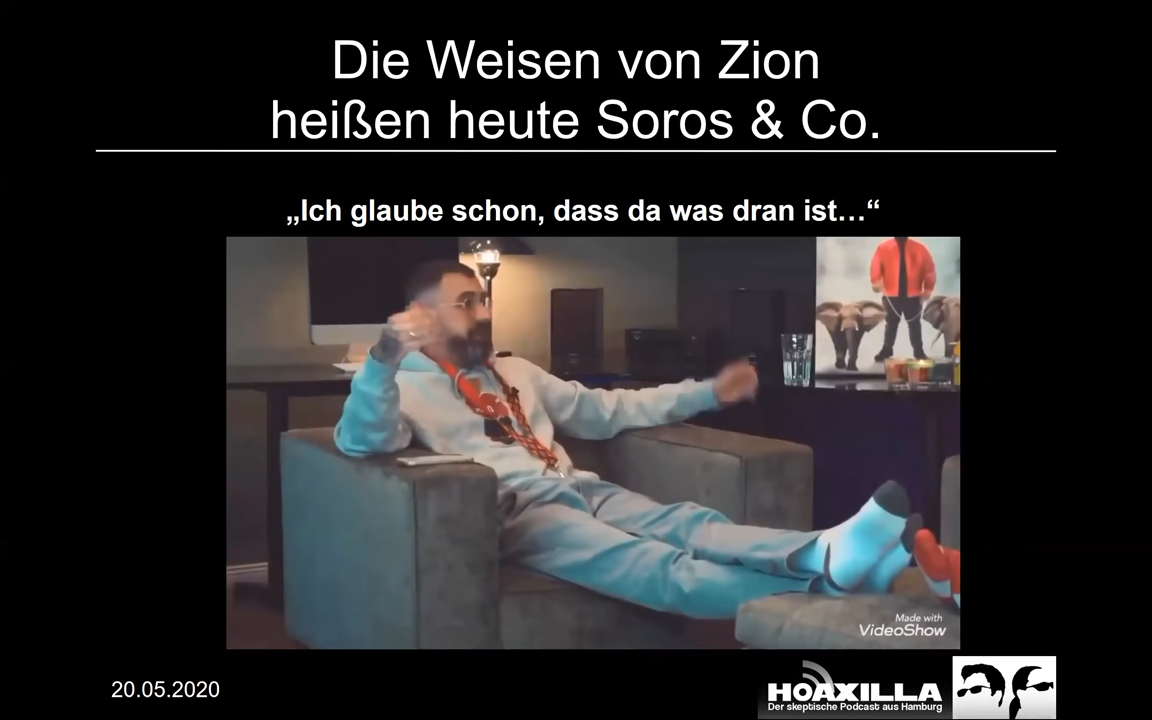 Die Weisen von Zion
heißen heute Soros & Co.
„Ich glaube schon, dass da was dran ist…“
Made with
VideoShow
20.05.2020
HOAXILLA
Der skeptische Podcast aus Hamburg